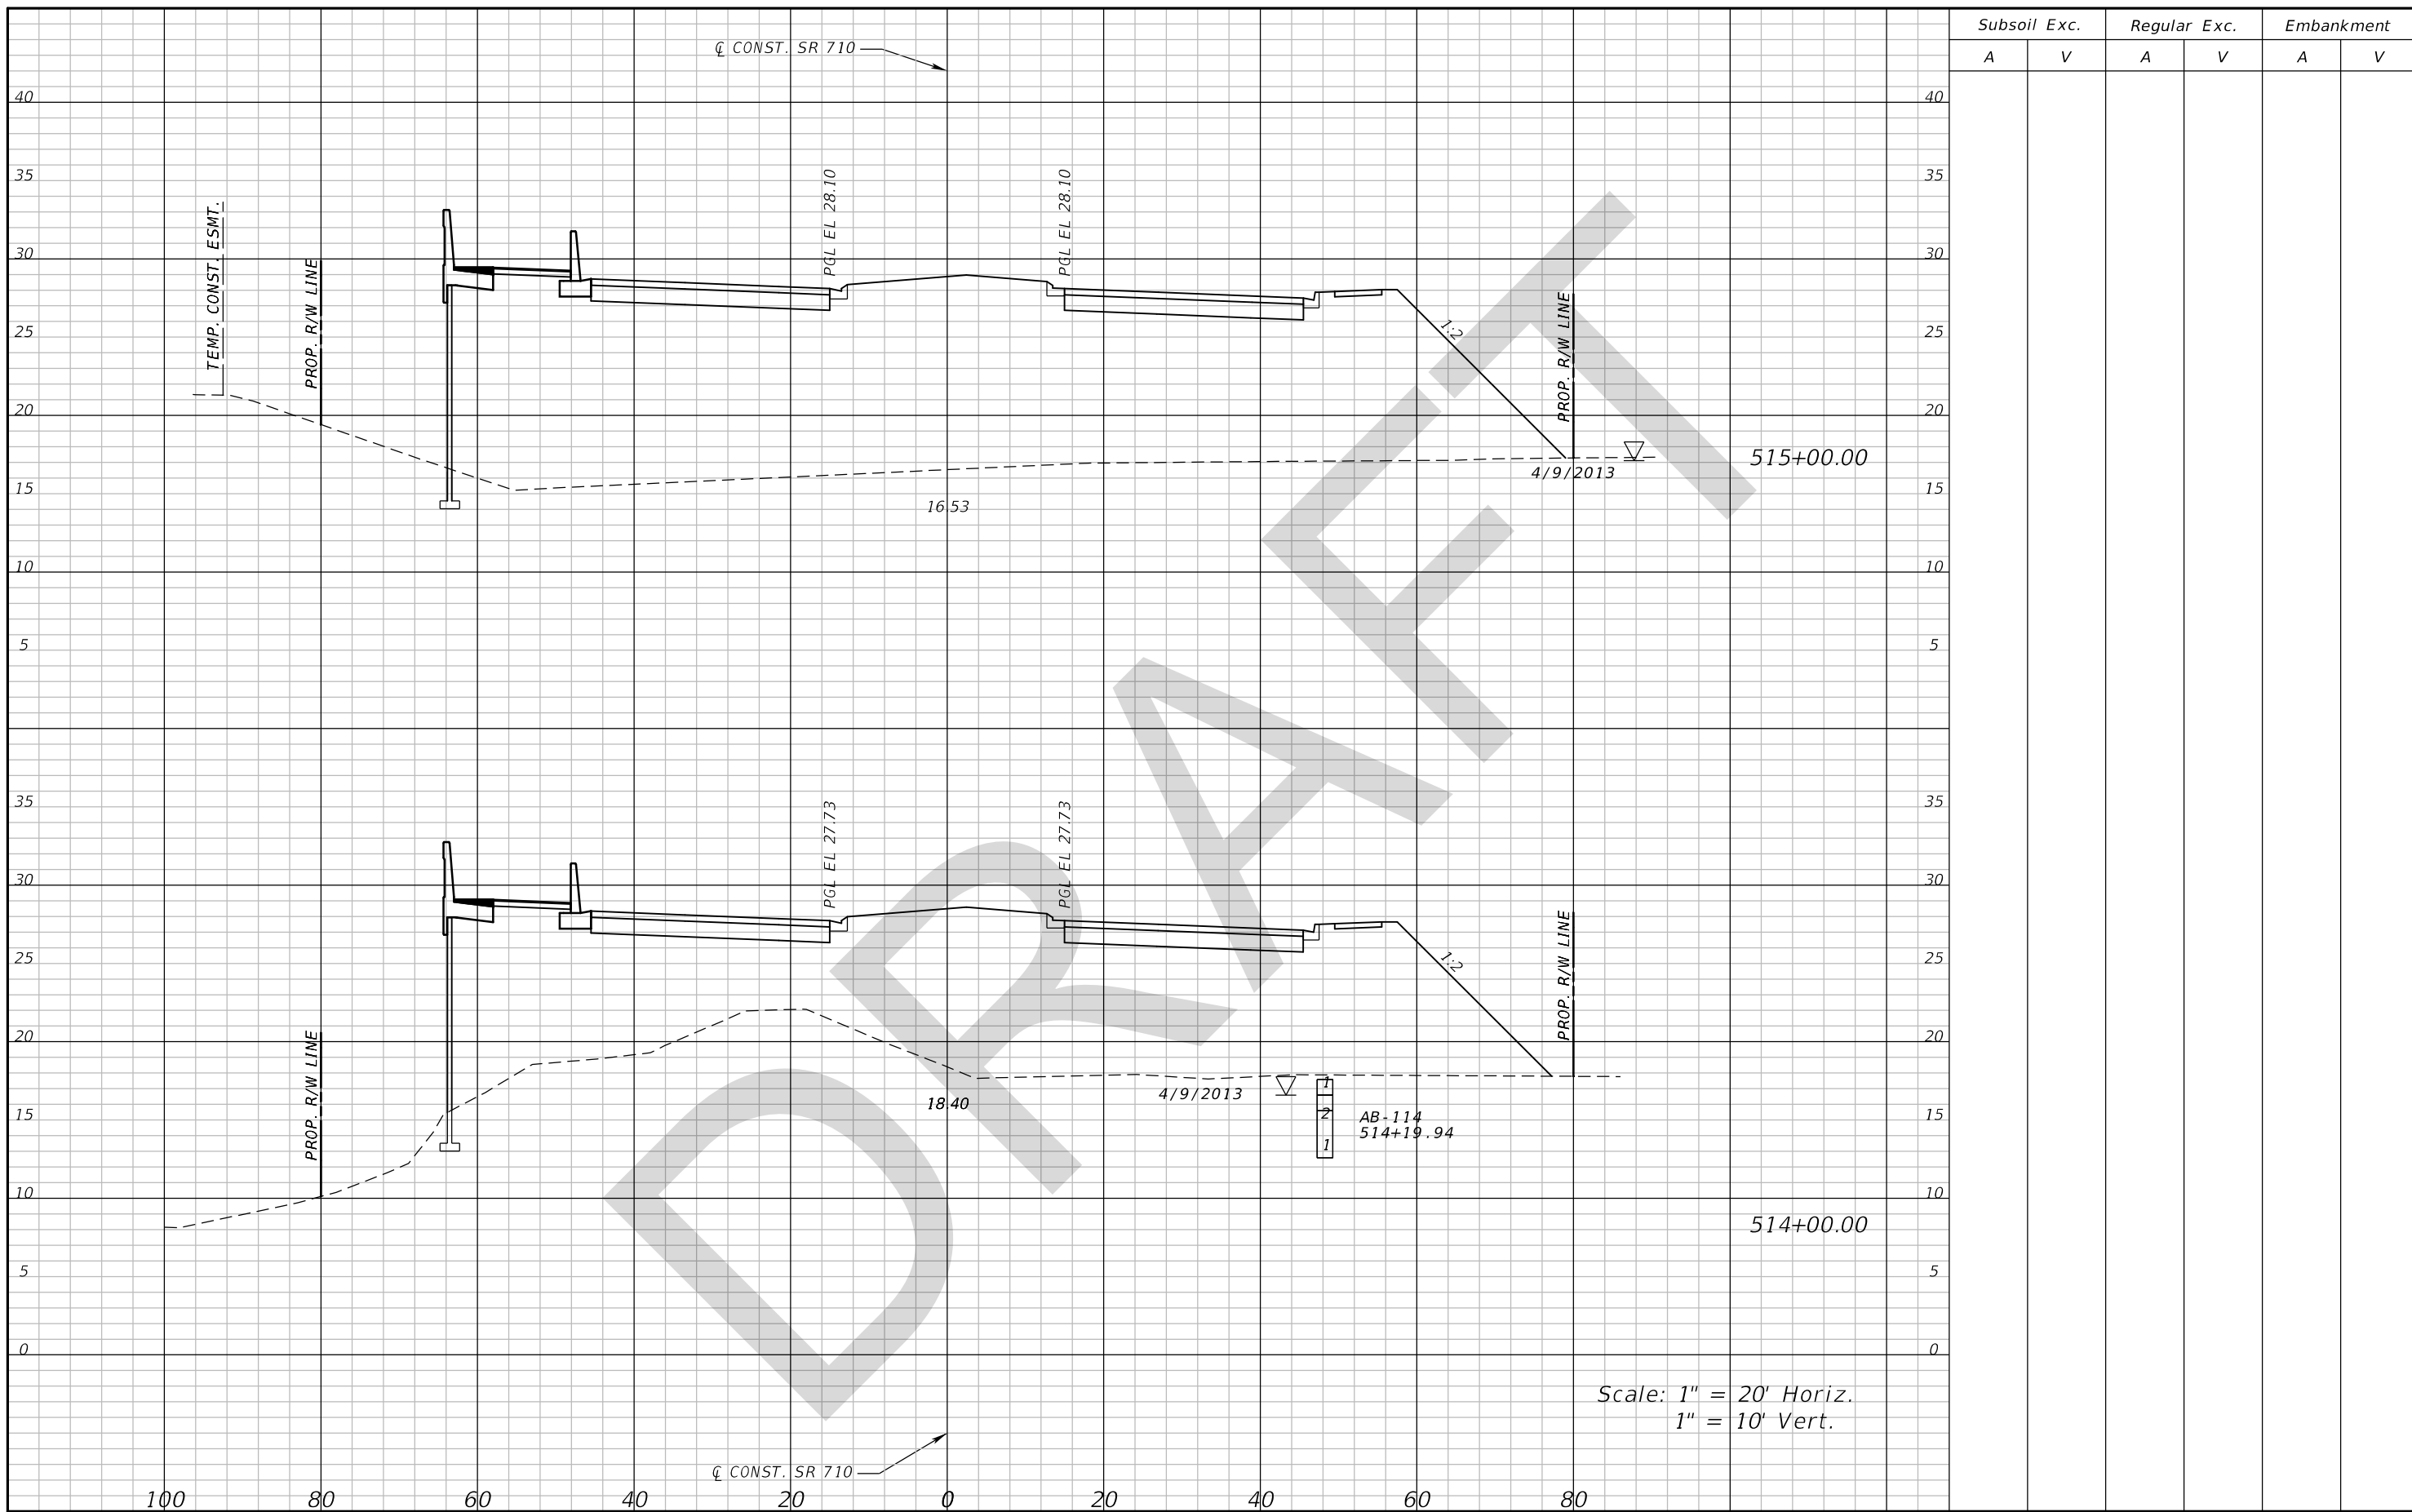 Subsoil Exc. Regular Exc. Embankment
A V A V A V
℄ CONST. SR 710
40 40
35 35
PGL EL 28.10 PGL EL 28.10
TEMP. CONST. ESMT.
PROP. R/W LINE
30 30
25 25
1:2
PROP. R/W LINE
20 20
515+00.00
4/9/2013
15 15
16.53
10 10
5 5
35 35
PGL EL 27.73 PGL EL 27.73
30 30
25 25
1:2
PROP. R/W LINE
20 20
PROP. R/W LINE
4/9/2013
1
18.40
15 15
2
AB-114
514+19.94
1
10 10
514+00.00
5 5
0 0
Scale: 1" = 20' Horiz.
1" = 10' Vert.
℄ CONST. SR 710
100 80 60 40 20 0 20 40 60 80
DRAFT